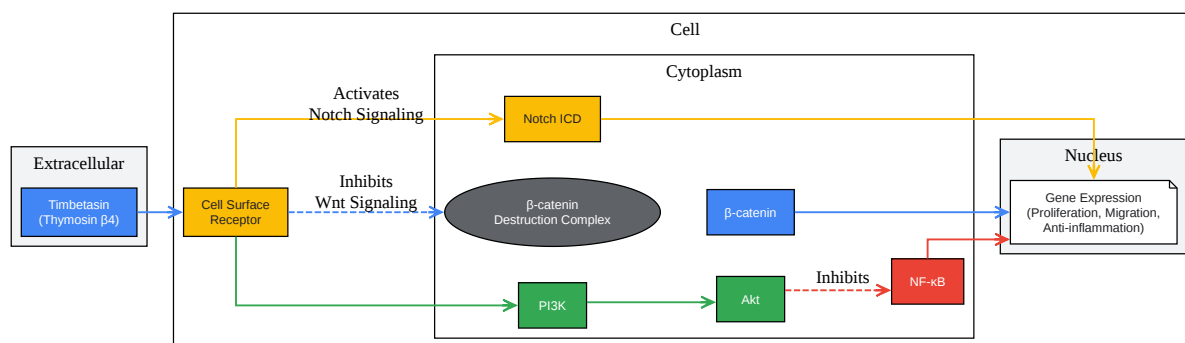 Cell
Cytoplasm
Activates
Notch Signaling
Notch ICD
Extracellular
Timbetasin
(Thymosin β4)
Cell Surface
Receptor
Inhibits
Wnt Signaling
β-catenin
Destruction Complex
β-catenin
Nucleus
Gene Expression
(Proliferation, Migration,
Anti-inflammation)
PI3K
Akt
Inhibits
NF-κB